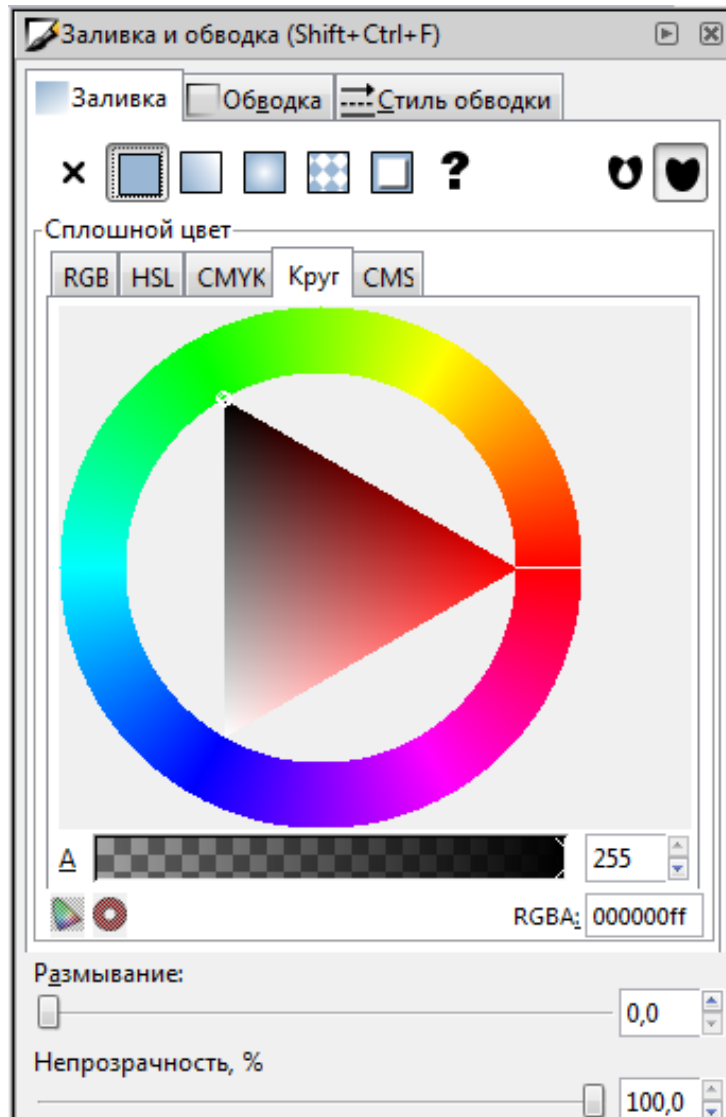 Заливка и обводка (Shift+Ctrl+F)
Заливка Обводка Стиль обводки
?
Сплошной цвет
RGB HSL CMYK Круг CMS
A 255
RGBA: 000000ff
Размывание:
0,0
Непрозрачность, %
100,0